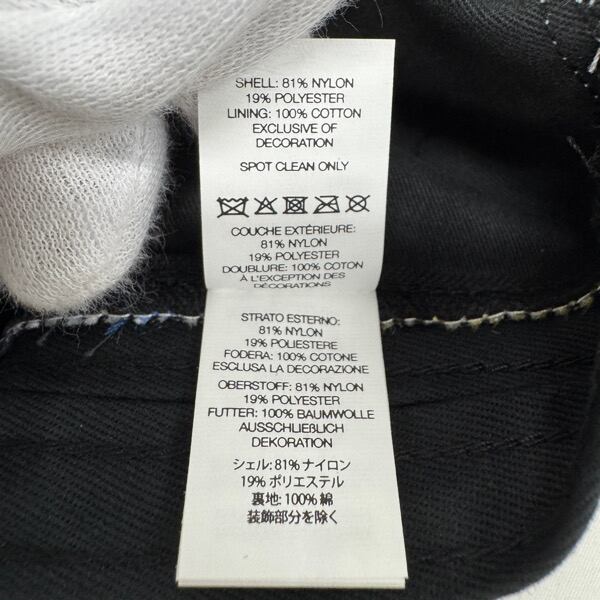 SHELL: 81% NYLON
19% POLYESTER
LINING: 100% COTTON
EXCLUSIVE OF
DECORATION
SPOT CLEAN ONLY
COUCHE EXTÉRIEURE:
81% NYLON
19% POLYESTER
DOUBLURE: 100% COTON
À L'EXCEPTION DES
DÉCORATIONS
STRATO ESTERNO:
81% NYLON
19% POLIESTERE
FODERA: 100% COTONE
ESCLUSA LA DECORAZIONE
OBERSTOFF: 81% NYLON
19% POLYESTER
FUTTER: 100% BAUMWOLLE
AUSSCHLIEßLICH
DEKORATION
シェル: 81% ナイロン
19% ポリエステル
裏地: 100% 綿
装飾部分を除く